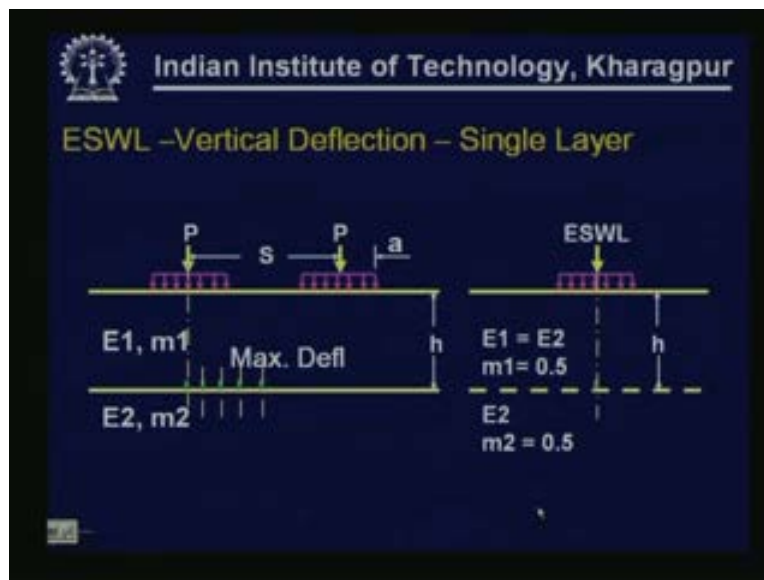 Indian Institute of Technology, Kharagpur
ESWL –Vertical Deflection – Single Layer
P
P
S
a
ESWL
E1, m1
Max. Defl
h
E1 = E2
m1= 0.5
h
E2, m2
E2
m2 = 0.5